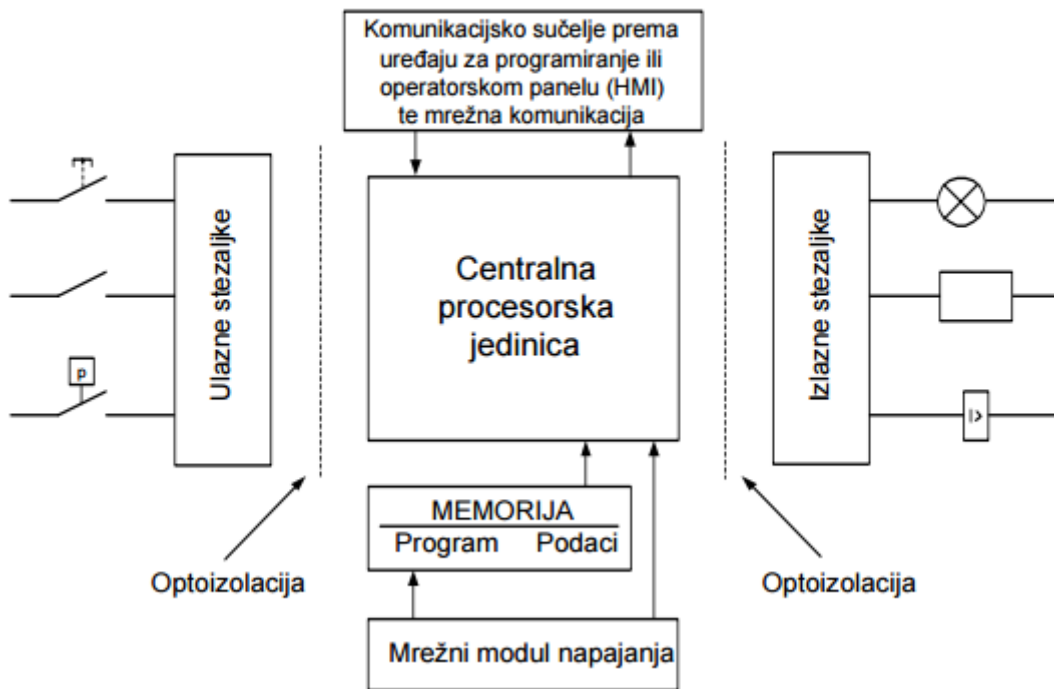 Komunikacijsko sučelje prema
uređaju za programiranje ili
operatorskom panelu (HMI)
te mrežna komunikacija
Ulazne stezaljke
p
Centralna
procesorska
jedinica
Izlazne stezaljke
MEMORIJA
Program Podaci
Optoizolacija
Optoizolacija
Mrežni modul napajanja